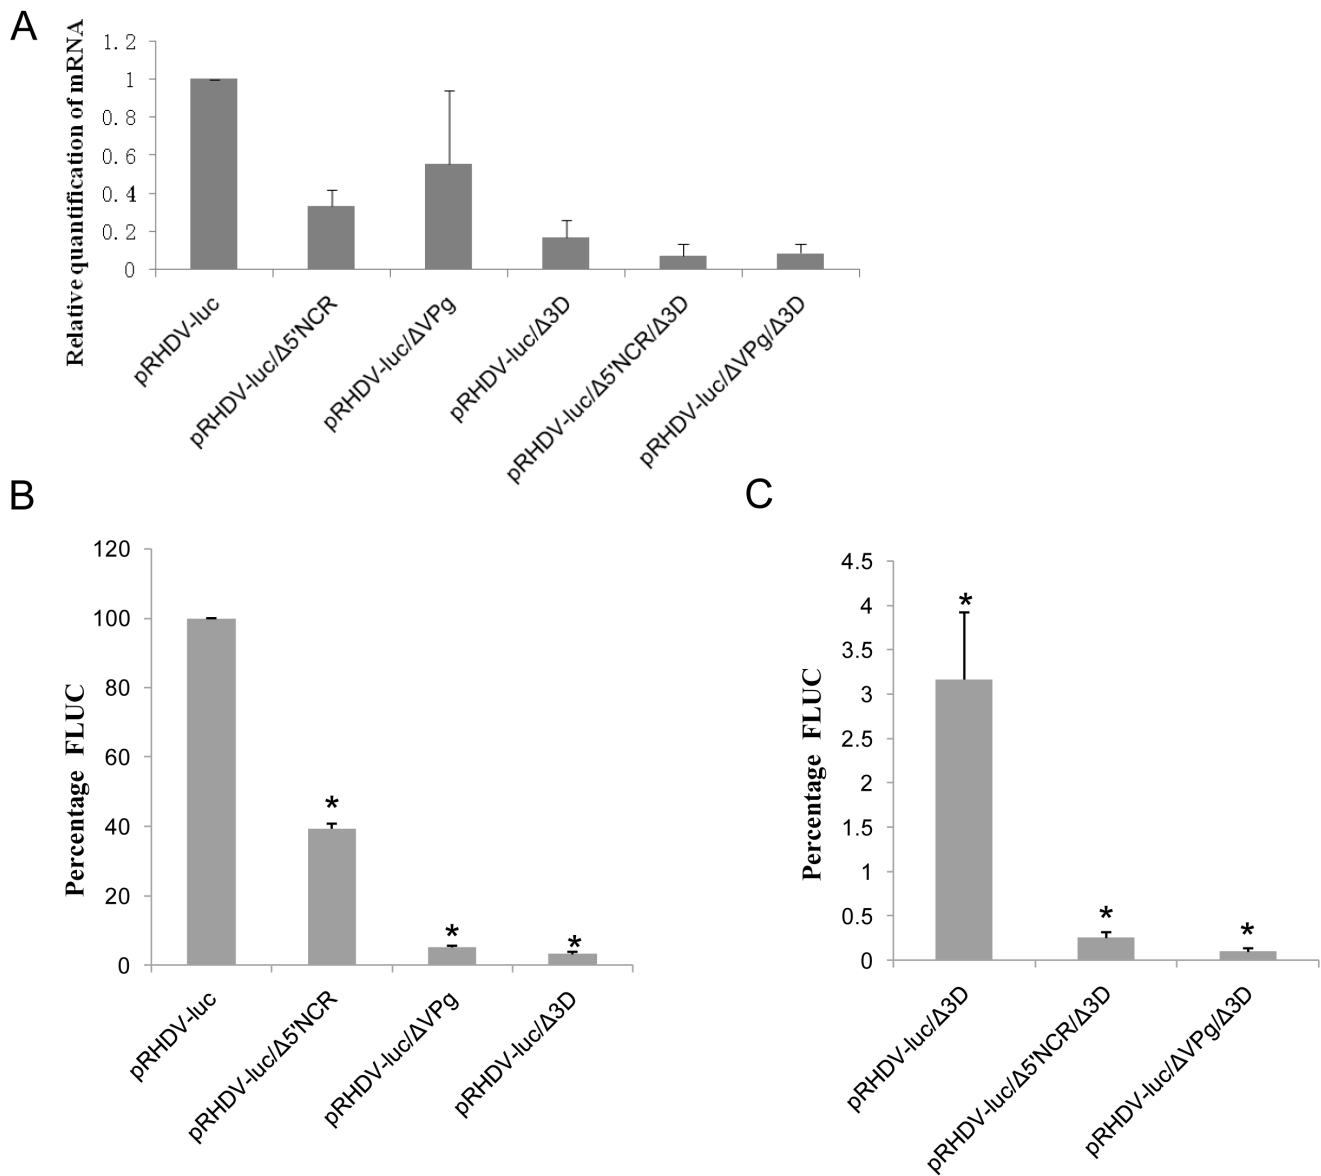 A
Relative quantification of mRNA
1.2
1
0.8
0.6
0.4
0.2
0
pRHDV-luc
pRHDV-luc/Δ5'NCR
pRHDV-luc/ΔVPg
pRHDV-luc/Δ3D
pRHDV-luc/Δ5'NCR/Δ3D
pRHDV-luc/ΔVPg/Δ3D
B
Percentage FLUC
120
100
80
60
40
20
0
*
*
*
pRHDV-luc
pRHDV-luc/Δ5'NCR
pRHDV-luc/ΔVPg
pRHDV-luc/Δ3D
C
Percentage FLUC
4.5
4
3.5
3
2.5
2
1.5
1
0.5
0
*
*
*
pRHDV-luc/Δ3D
pRHDV-luc/Δ5'NCR/Δ3D
pRHDV-luc/ΔVPg/Δ3D